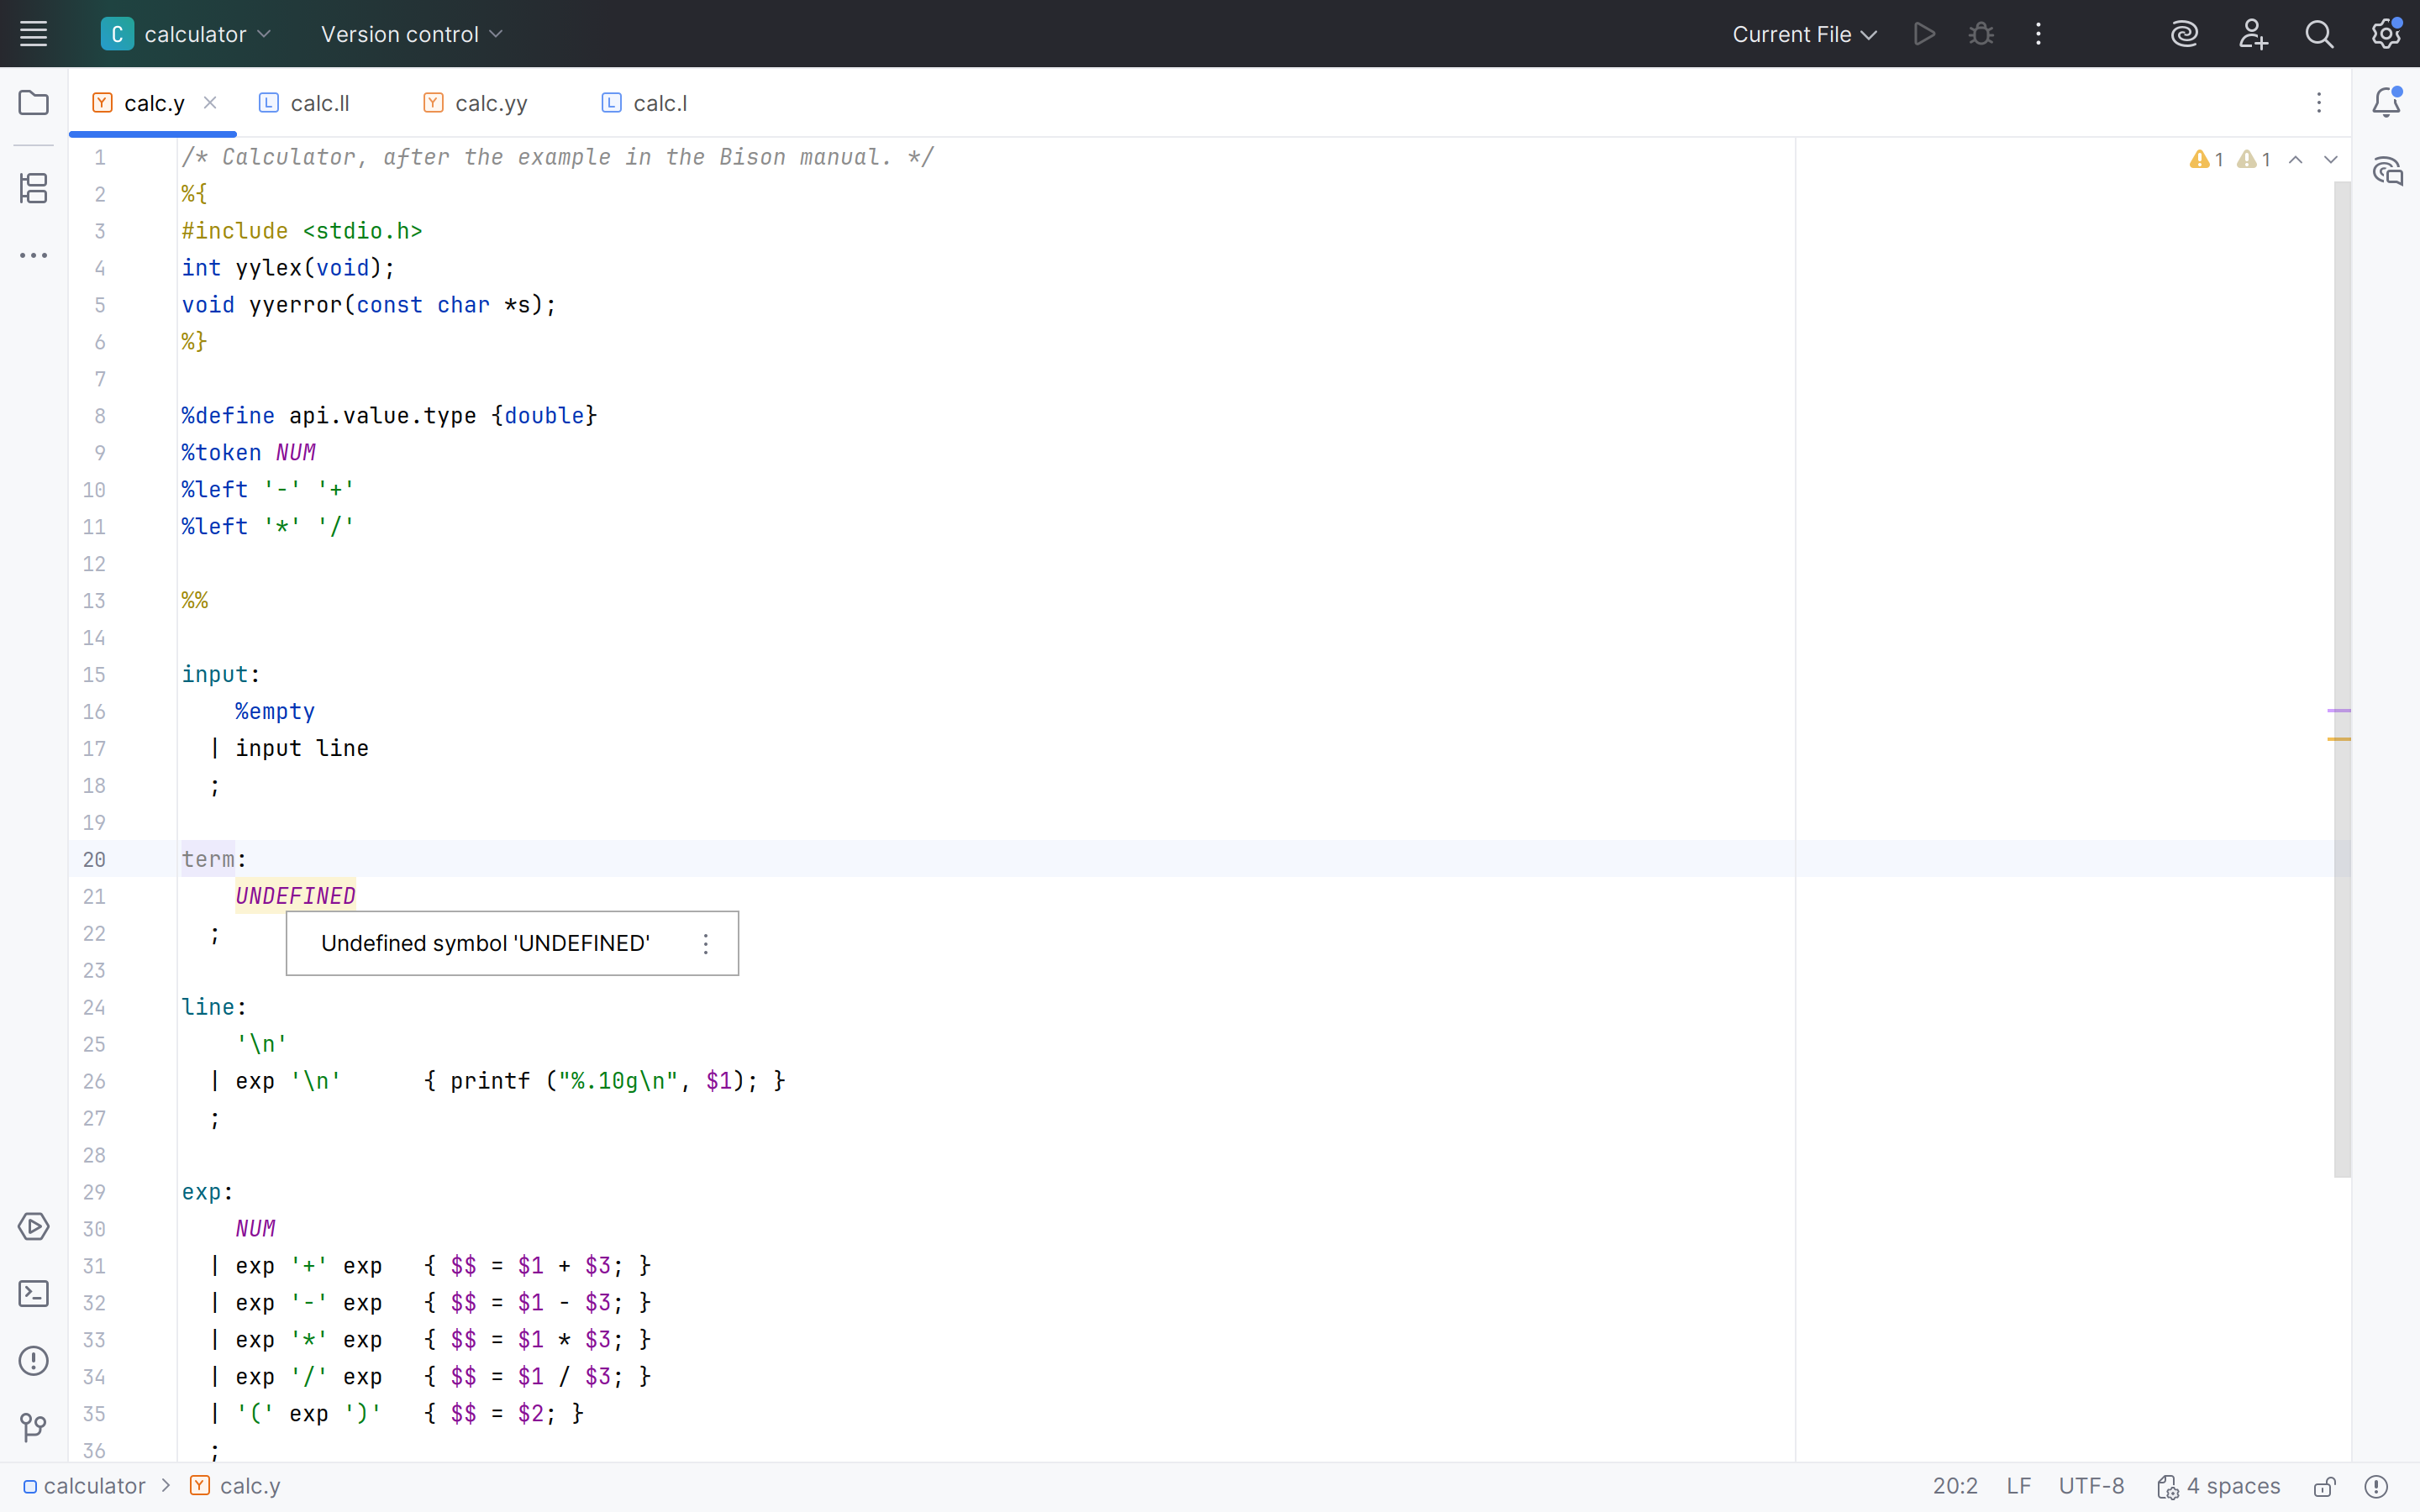 C calculator Version control Current File
calc.y calc.ll calc.yy calc.l
1 /* Calculator, after the example in the Bison manual. */ 1 1
2 %{
3 #include <stdio.h>
4 int yylex(void);
5 void yyerror(const char *s);
6 %}
7
8 %define api.value.type {double}
9 %token NUM
10 %left '-' '+'
11 %left '*' '/'
12
13 %%
14
15 input:
16     %empty
17   | input line
18   ;
19
20 term:
21     UNDEFINED
22   ;
Undefined symbol 'UNDEFINED'
23
24 line:
25     '\n'
26   | exp '\n'      { printf ("%.10g\n", $1); }
27   ;
28
29 exp:
30     NUM
31   | exp '+' exp   { $$ = $1 + $3; }
32   | exp '-' exp   { $$ = $1 - $3; }
33   | exp '*' exp   { $$ = $1 * $3; }
34   | exp '/' exp   { $$ = $1 / $3; }
35   | '(' exp ')'   { $$ = $2; }
36   ;
calculator > calc.y 20:2 LF UTF-8 4 spaces